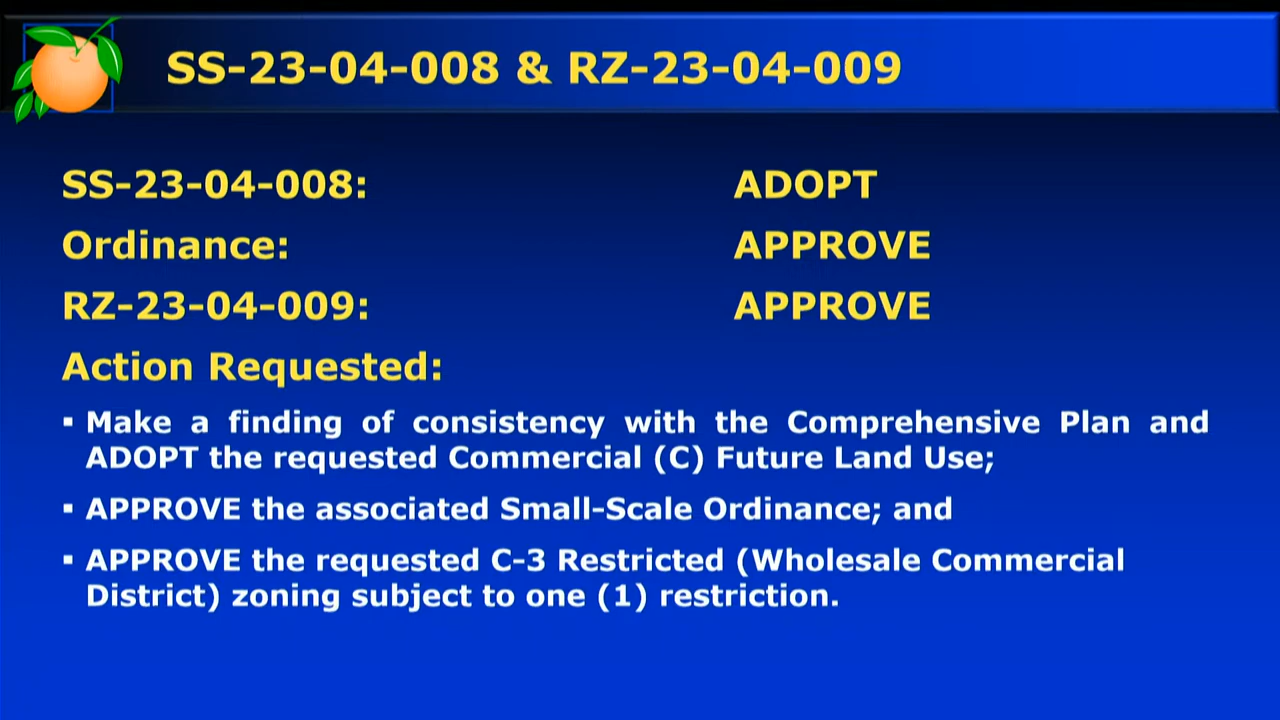 SS-23-04-008 & RZ-23-04-009
SS-23-04-008: ADOPT
Ordinance: APPROVE
RZ-23-04-009: APPROVE
Action Requested:
▪ Make a finding of consistency with the Comprehensive Plan and
ADOPT the requested Commercial (C) Future Land Use;
▪ APPROVE the associated Small-Scale Ordinance; and
▪ APPROVE the requested C-3 Restricted (Wholesale Commercial
District) zoning subject to one (1) restriction.